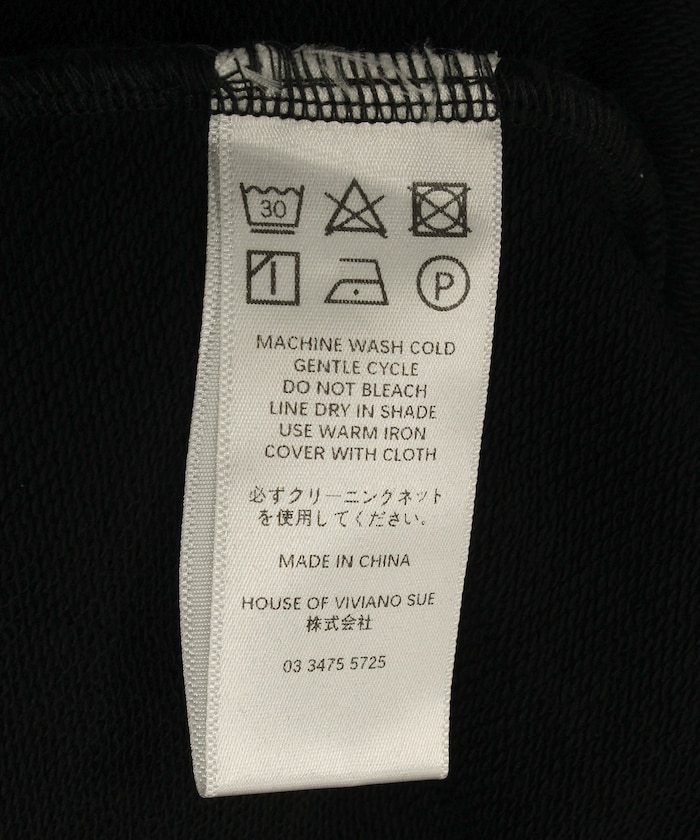 30
P
MACHINE WASH COLD
GENTLE CYCLE
DO NOT BLEACH
LINE DRY IN SHADE
USE WARM IRON
COVER WITH CLOTH
必ずクリーニングネット
を使用してください。
MADE IN CHINA
HOUSE OF VIVIANO SUE
株式会社
03 3475 5725